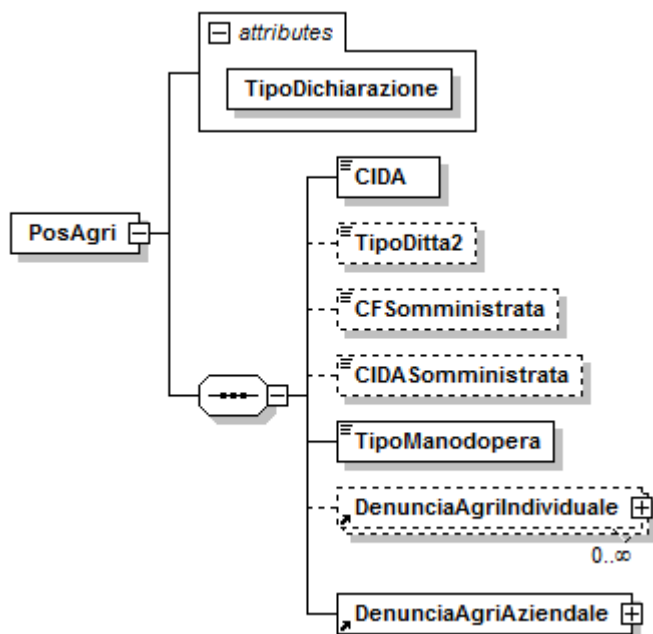 attributes
TipoDichiarazione
CIDA
PosAgri
TipoDitta2
CFSomministrata
CIDASomministrata
TipoManodopera
DenunciaAgriIndividuale
0..∞
DenunciaAgriAziendale